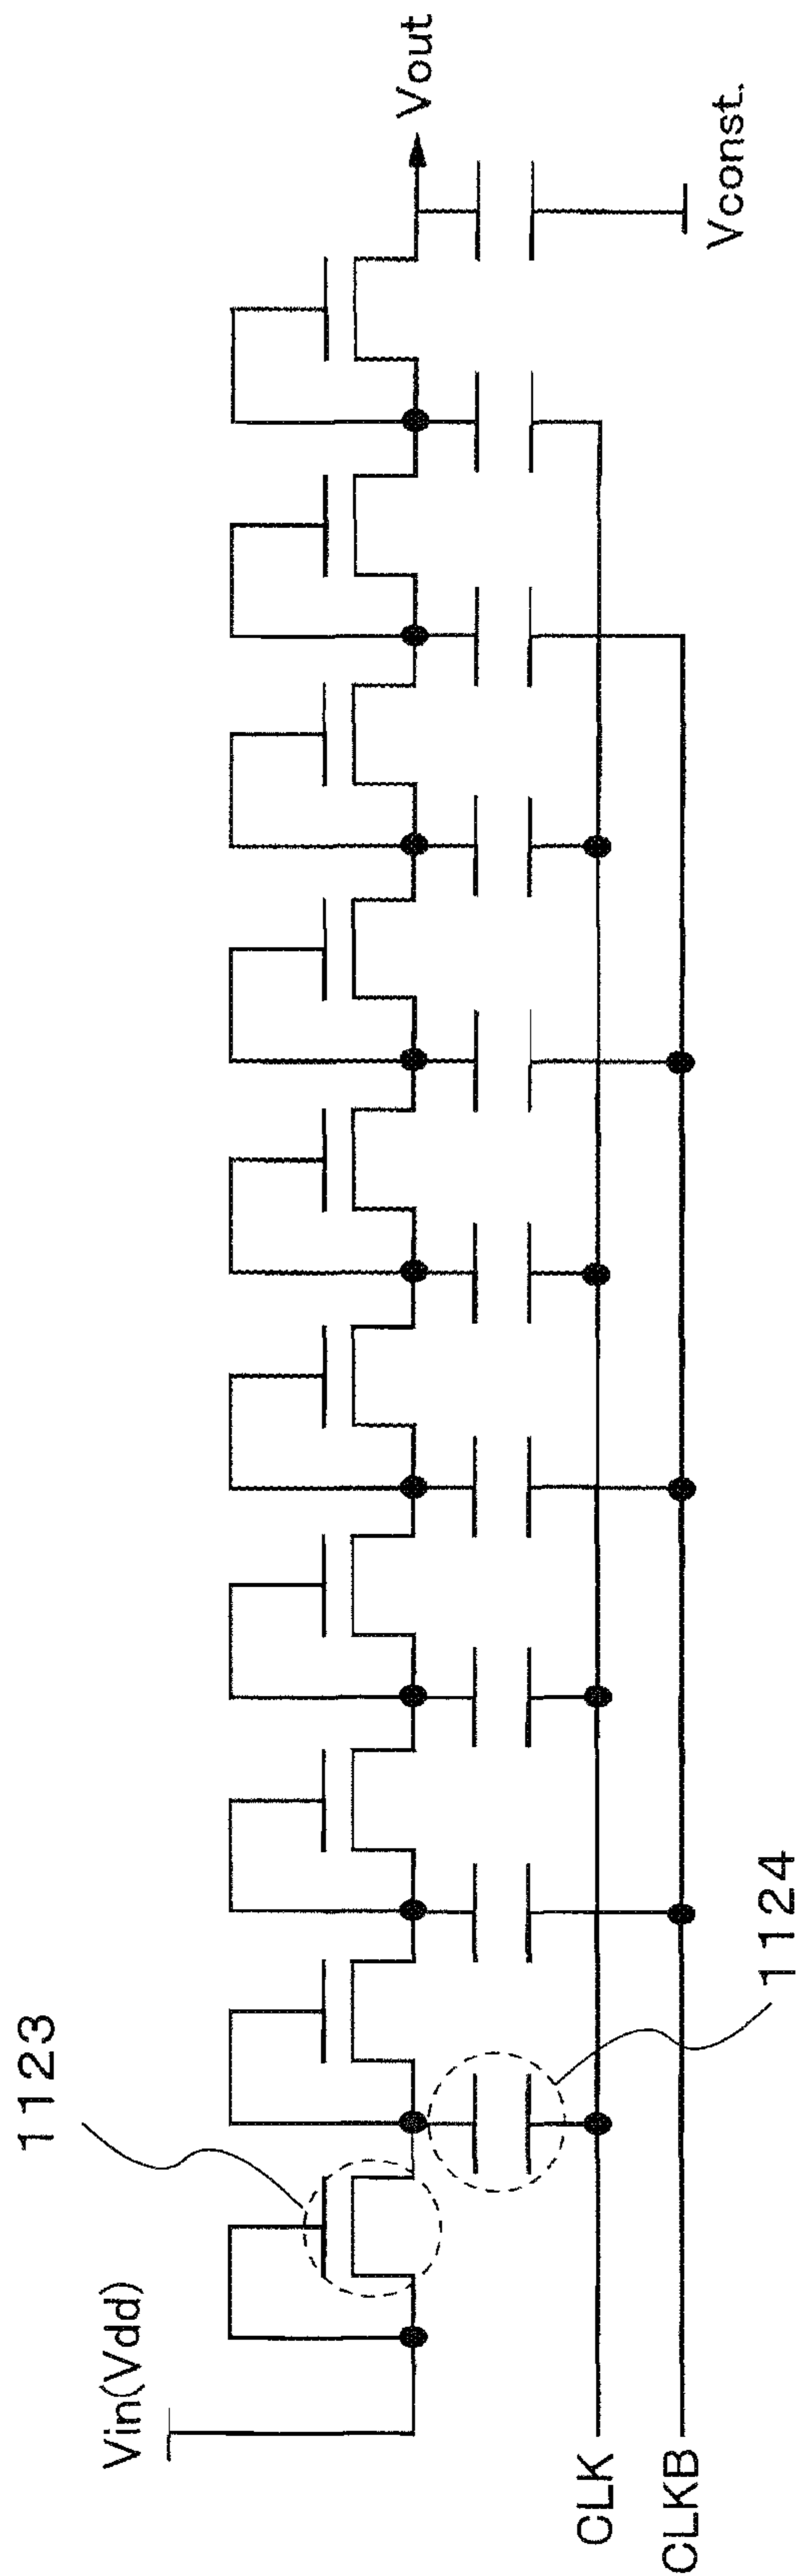 Vin(Vdd)
1123
1124
CLK
CLKB
Vout
Vconst.